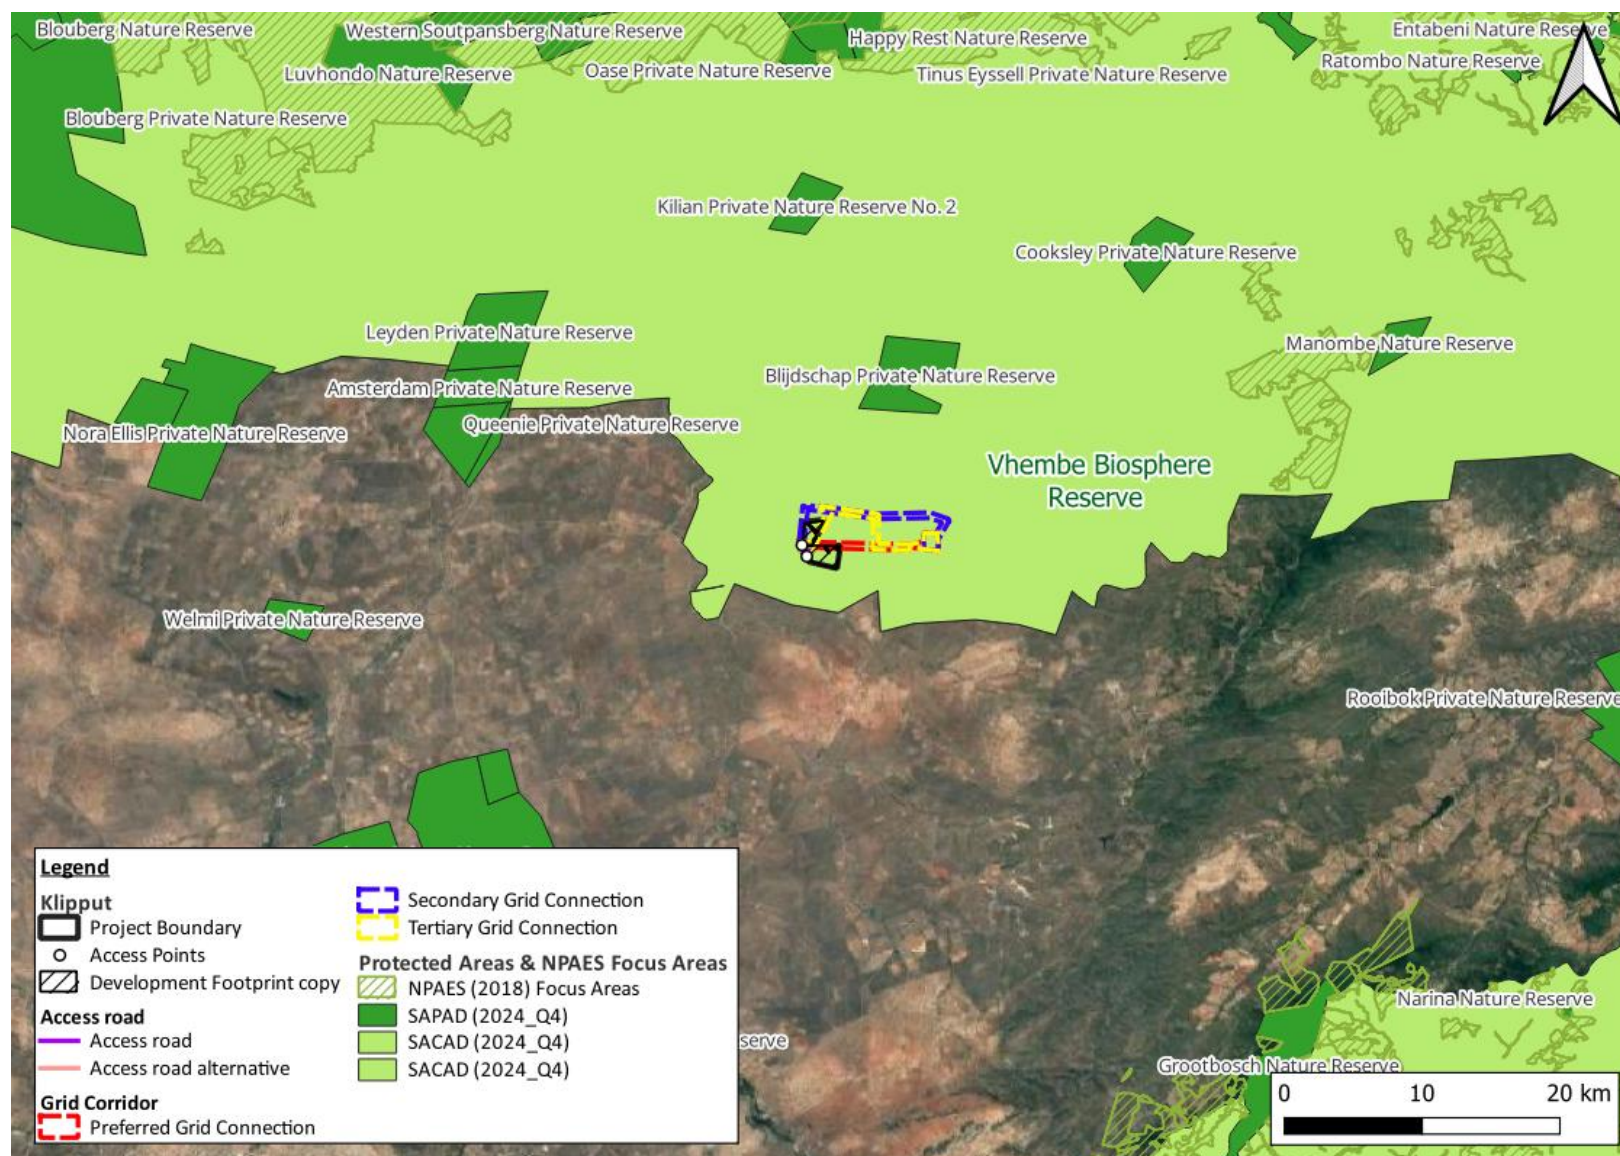 Blouberg Nature Reserve
Western Soutpansberg Nature Reserve
Happy Rest Nature Reserve
Entabeni Nature Reserve
Luvhondo Nature Reserve
Oase Private Nature Reserve
Tinus Eyssell Private Nature Reserve
Ratombo Nature Reserve
Blouberg Private Nature Reserve
Kilian Private Nature Reserve No. 2
Cooksley Private Nature Reserve
Leyden Private Nature Reserve
Manombe Nature Reserve
Blijdschap Private Nature Reserve
Amsterdam Private Nature Reserve
Queenie Private Nature Reserve
Nora Ellis Private Nature Reserve
Vhembe Biosphere
Reserve
Welmi Private Nature Reserve
Rooibok Private Nature Reserve
Narina Nature Reserve
serve
Grootbosch Nature Reserve
Legend
Klipput
Project Boundary
Access Points
Development Footprint copy
Access road
Access road
Access road alternative
Grid Corridor
Preferred Grid Connection
Secondary Grid Connection
Tertiary Grid Connection
Protected Areas & NPAES Focus Areas
NPAES (2018) Focus Areas
SAPAD (2024_Q4)
SACAD (2024_Q4)
SACAD (2024_Q4)
0 10 20 km